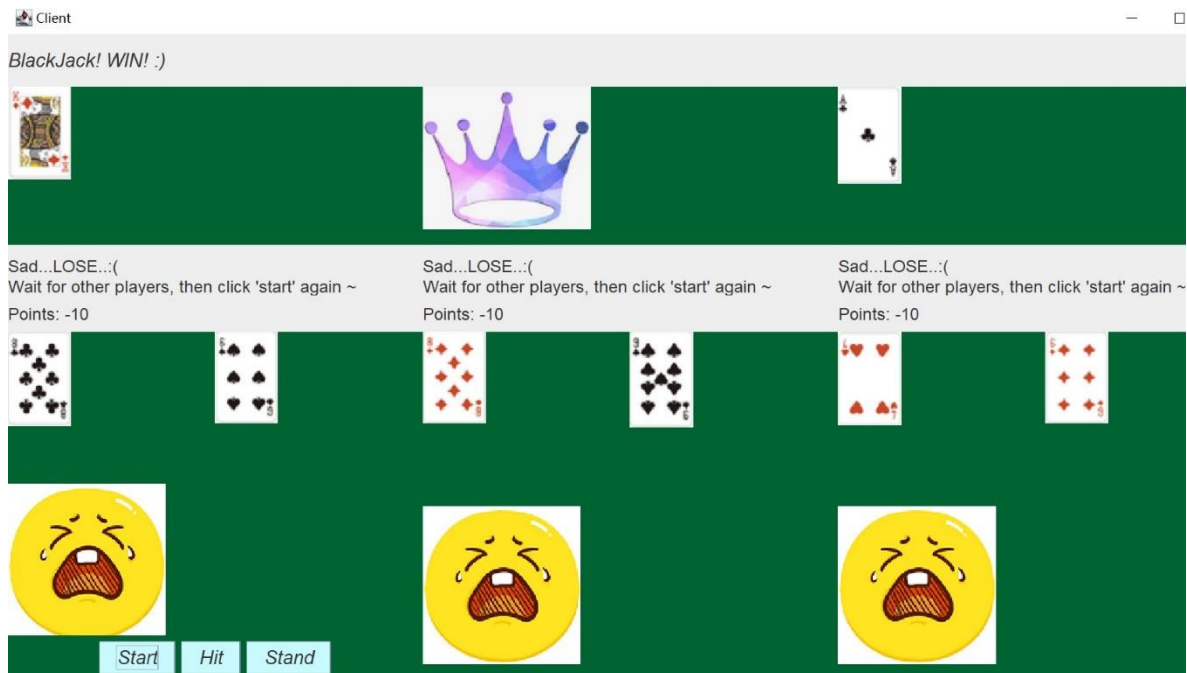 Client
BlackJack! WIN! :)
Sad...LOSE..:(
Wait for other players, then click 'start' again ~
Points: -10
Sad...LOSE..:(
Wait for other players, then click 'start' again ~
Points: -10
Sad...LOSE..:(
Wait for other players, then click 'start' again ~
Points: -10
Start Hit Stand